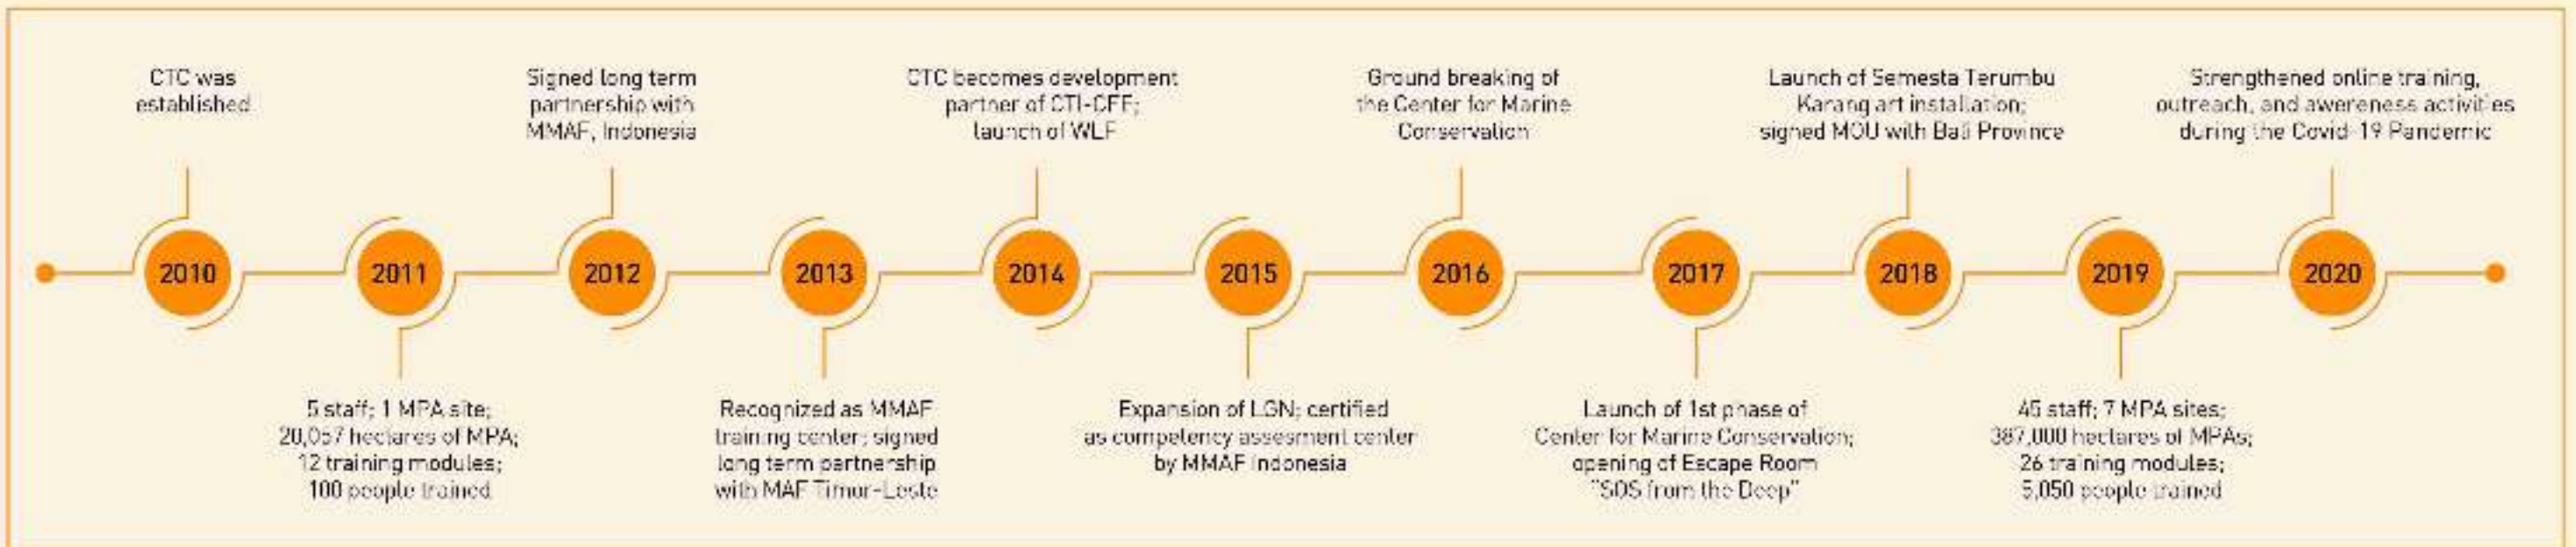 CTC was
established
2010
2011
5 staff; 1 MPA site;
20,057 hectares of MPA;
12 training modules;
100 people trained
Signed long term
partnership with
MMAF, Indonesia
2012
2013
Recognized as MMAF
training center; signed
long term partnership
with MAF Timor-Leste
CTC becomes development
partner of CTI-CFF;
launch of WLF
2014
2015
Expansion of LGN; certified
as competency assesment center
by MMAF Indonesia
Ground breaking of
the Center for Marine
Conservation
2016
2017
Launch of 1st phase of
Center for Marine Conservation;
opening of Escape Room
"SOS from the Deep"
Launch of Semesta Terumbu
Karang art installation;
signed MOU with Bali Province
2018
2019
45 staff; 7 MPA sites;
387,000 hectares of MPAs;
26 training modules;
5,050 people trained
Strengthened online training,
outreach, and awereness activities
during the Covid-19 Pandemic
2020